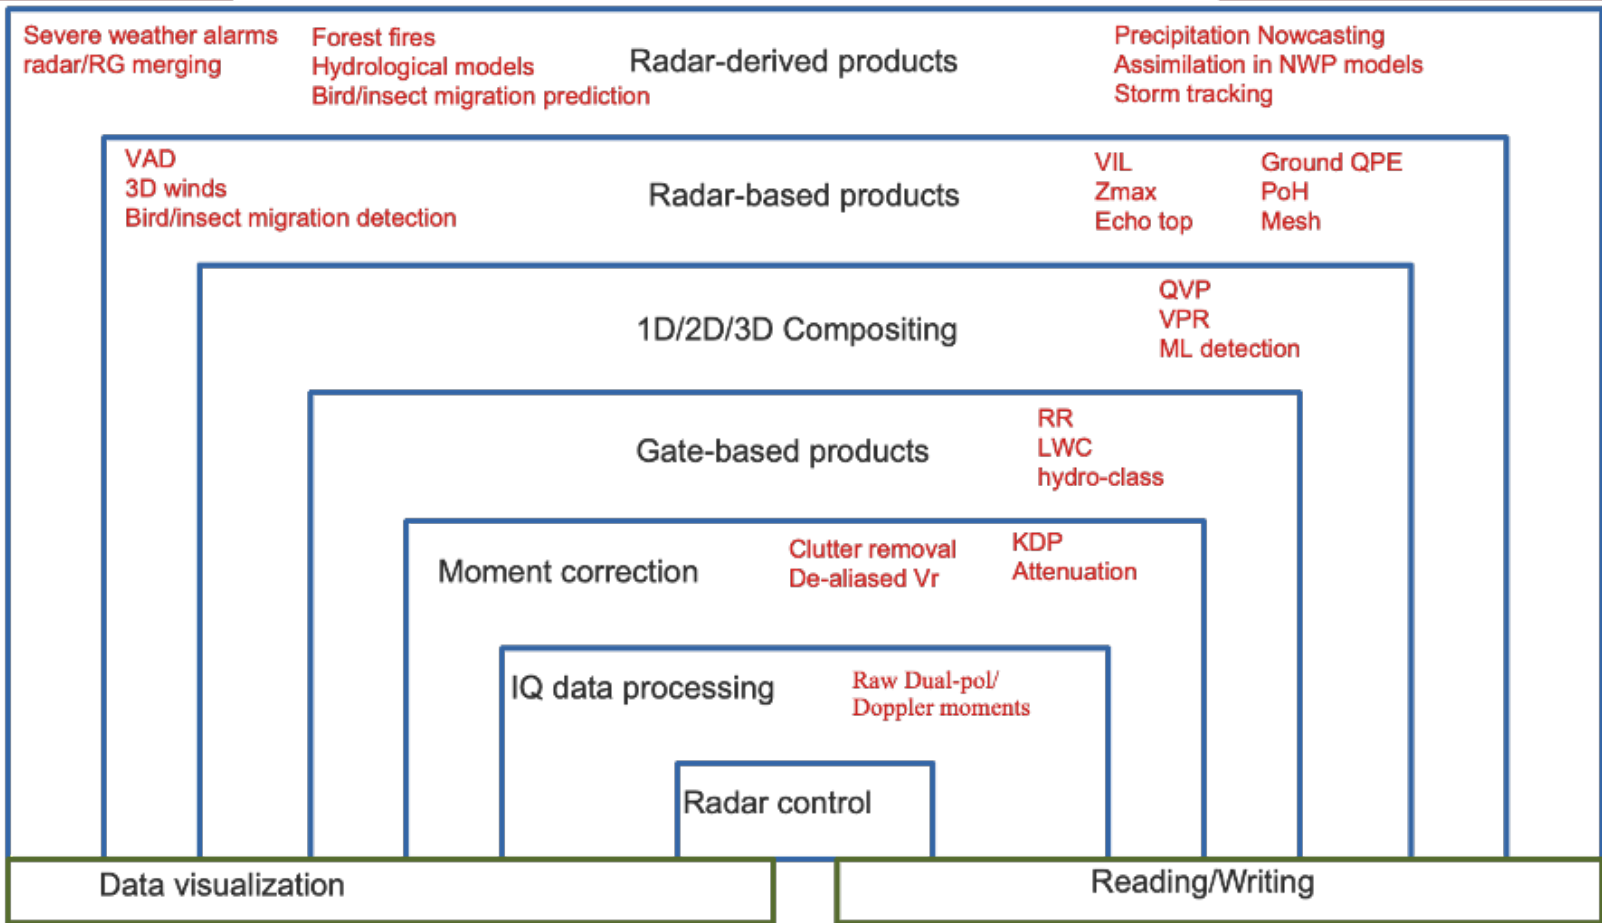 Severe weather alarms
radar/RG merging
Forest fires
Hydrological models
Bird/insect migration prediction
Radar-derived products
Precipitation Nowcasting
Assimilation in NWP models
Storm tracking
VAD
3D winds
Bird/insect migration detection
Radar-based products
VIL
Zmax
Echo top
Ground QPE
PoH
Mesh
1D/2D/3D Compositing
QVP
VPR
ML detection
Gate-based products
RR
LWC
hydro-class
Moment correction
Clutter removal
De-aliased Vr
KDP
Attenuation
IQ data processing
Raw Dual-pol/
Doppler moments
Radar control
Data visualization
Reading/Writing